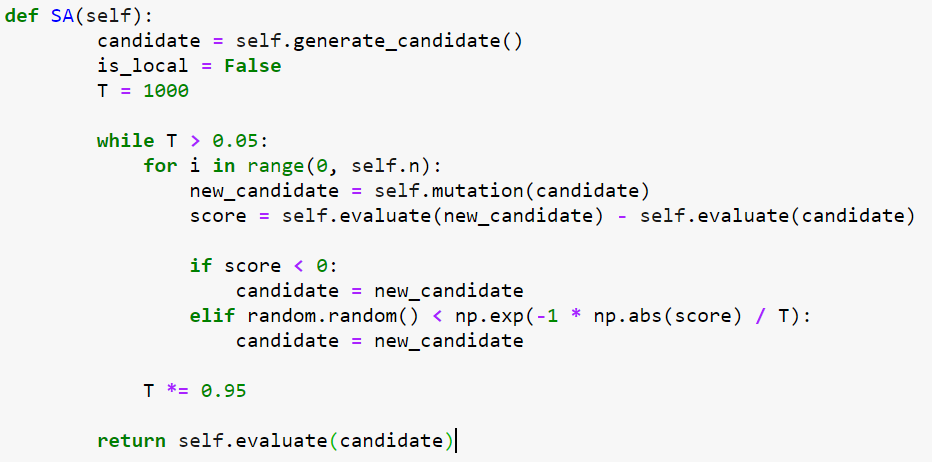 def SA(self):
        candidate = self.generate_candidate()
        is_local = False
        T = 1000

        while T > 0.05:
            for i in range(0, self.n):
                new_candidate = self.mutation(candidate)
                score = self.evaluate(new_candidate) - self.evaluate(candidate)

                if score < 0:
                    candidate = new_candidate
                elif random.random() < np.exp(-1 * np.abs(score) / T):
                    candidate = new_candidate

            T *= 0.95

        return self.evaluate(candidate)